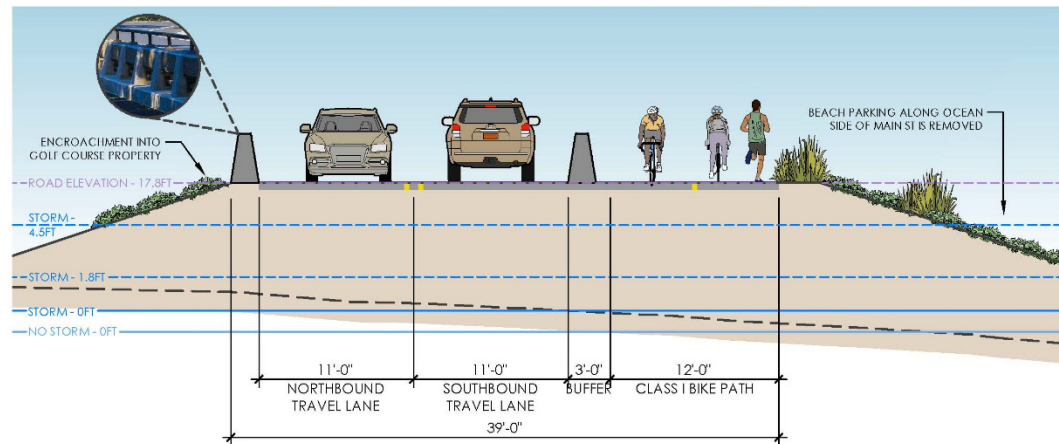 ENCROACHMENT INTO
GOLF COURSE PROPERTY
BEACH PARKING ALONG OCEAN
SIDE OF MAIN ST IS REMOVED
ROAD ELEVATION - 17.8FT
STORM -
4.5FT
STORM - 1.8FT
STORM - 0FT
NO STORM - 0FT
11'-0"
NORTHBOUND
TRAVEL LANE
11'-0"
SOUTHBOUND
TRAVEL LANE
3'-0"
BUFFER
12'-0"
CLASS I BIKE PATH
39'-0"